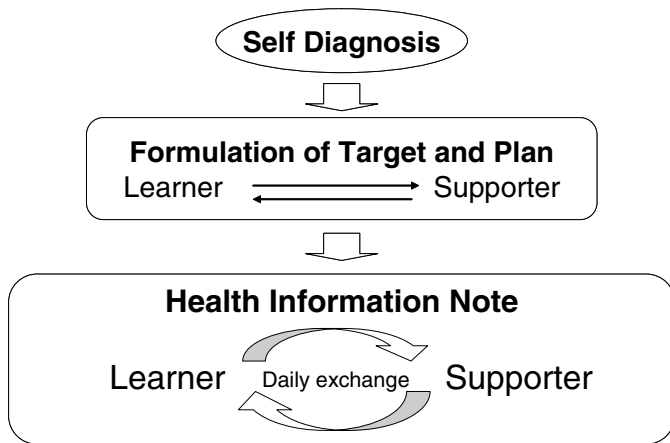 Self Diagnosis
Formulation of Target and Plan
Learner Supporter
Health Information Note
Learner Daily exchange Supporter